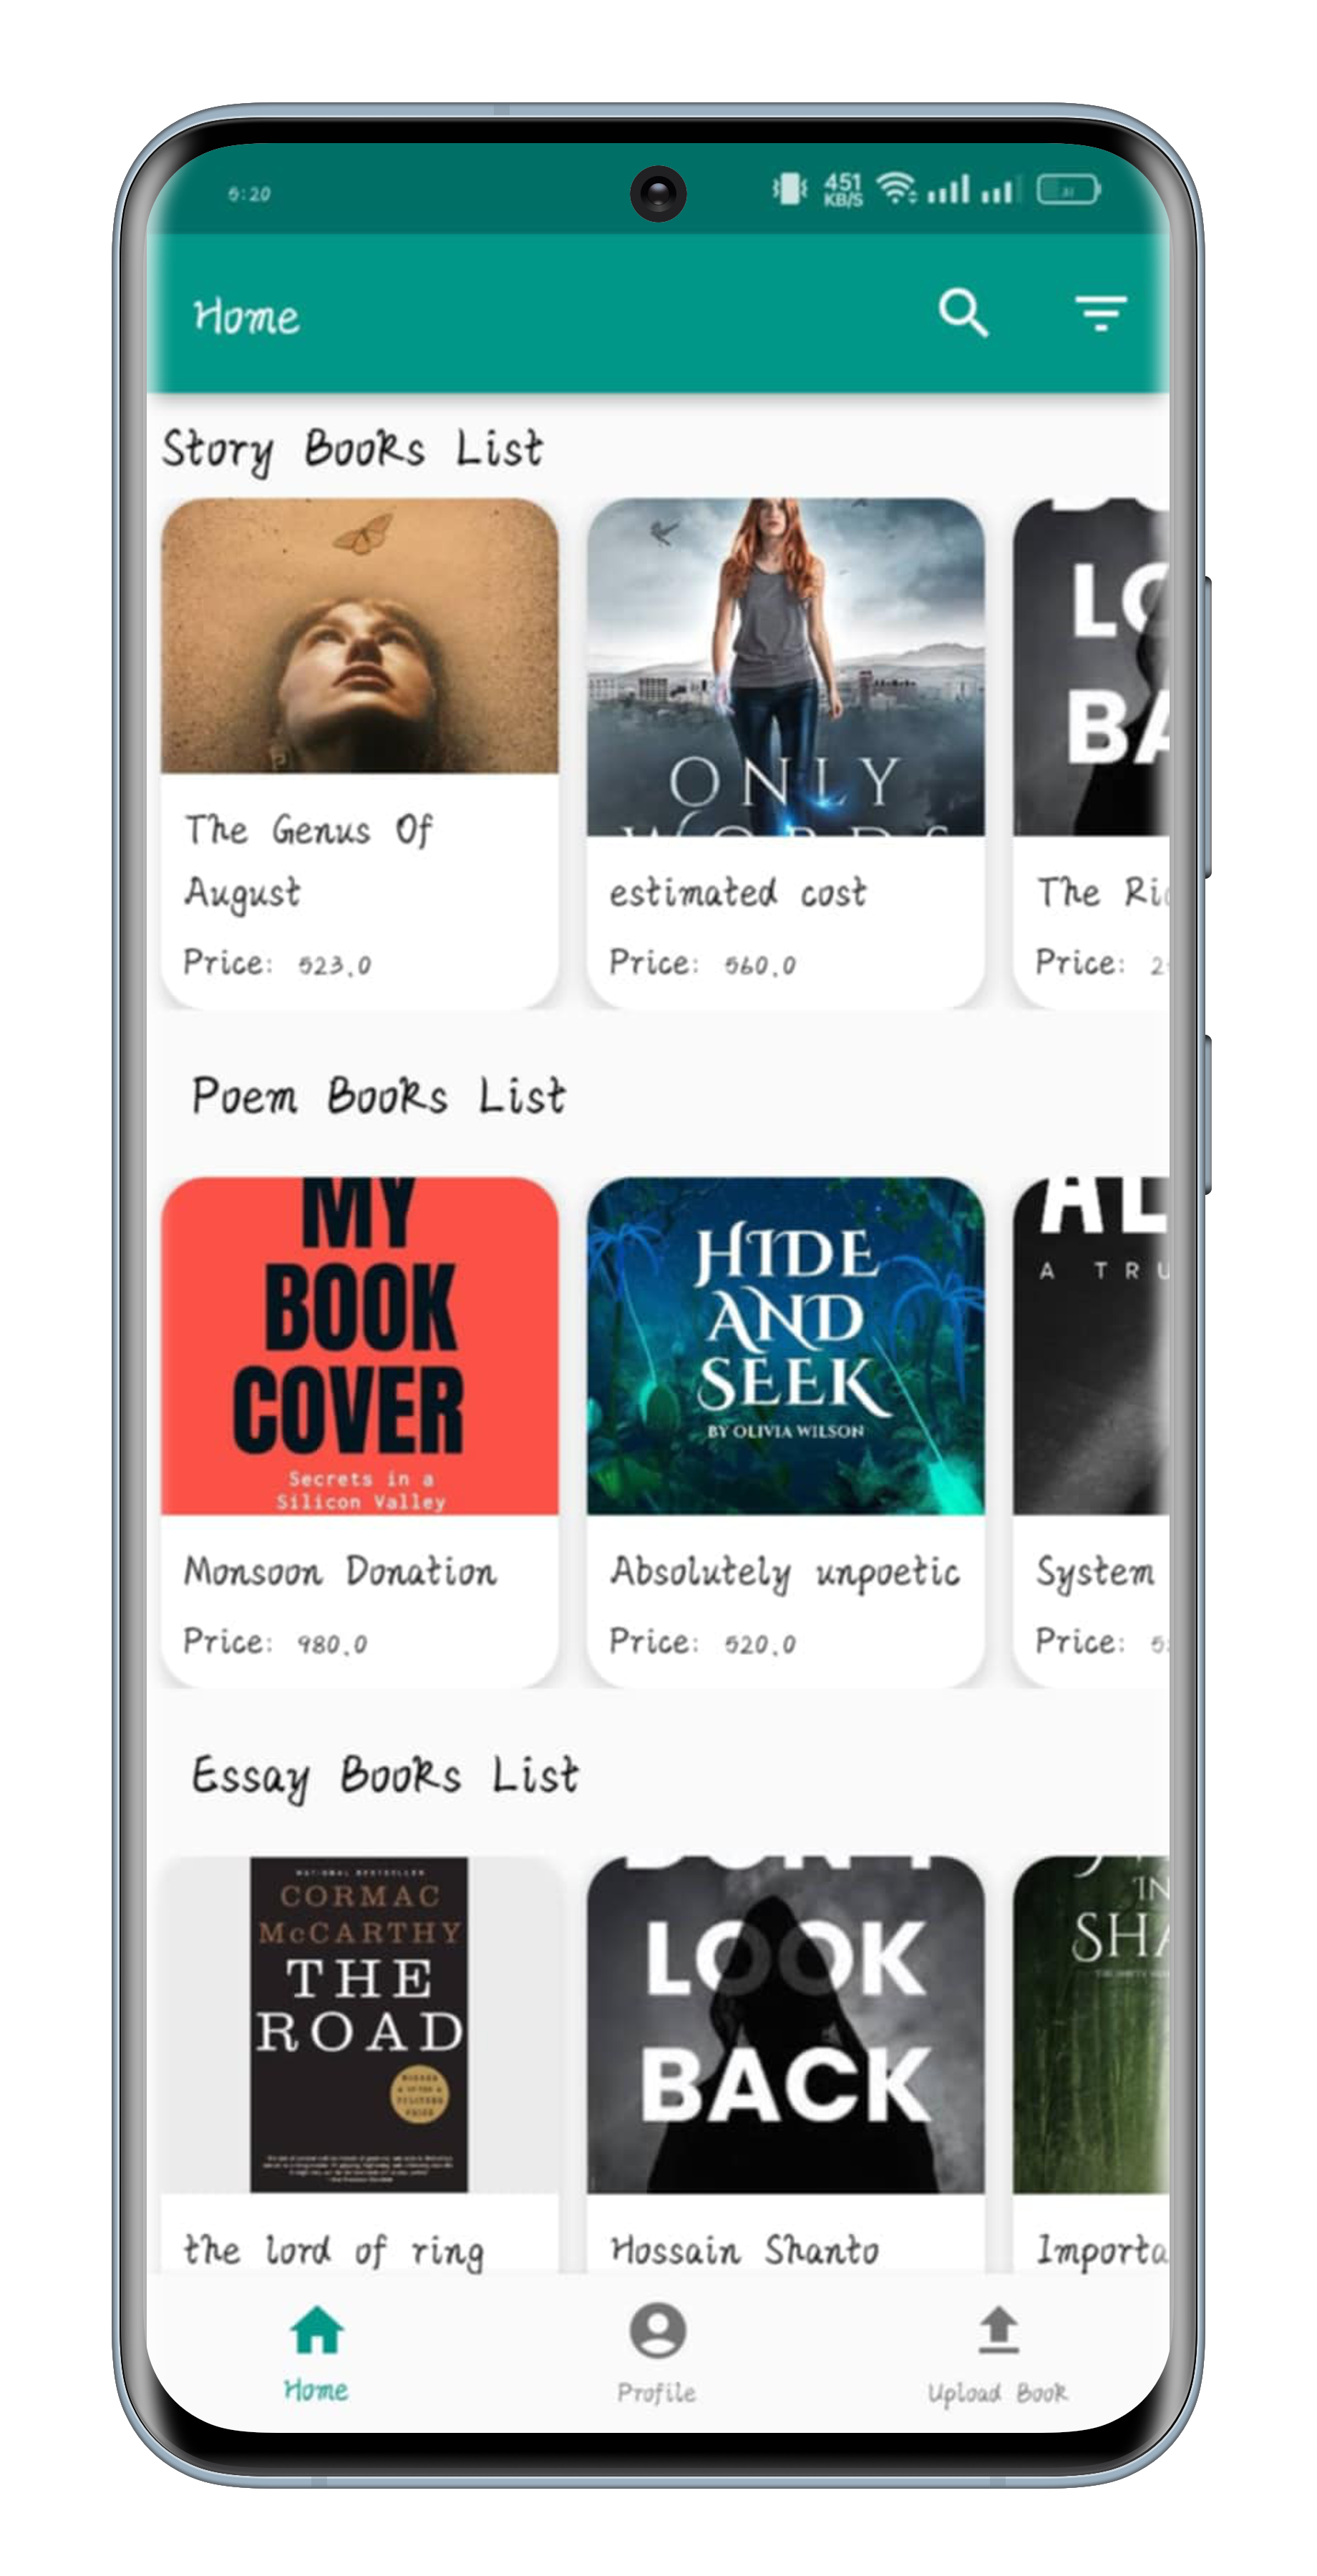 5:20
451
KB/S
Home
Story Books List
ONLY
The Genus Of
August
Price: 523.0
estimated cost
Price: 560.0
LO
BA
The Ri
Price: 2
Poem Books List
MY
BOOK
COVER
Secrets in a
Silicon Valley
HIDE
AND
SEEK
BY OLIVIA WILSON
AL
A TRU
Monsoon Donation
Price: 980.0
Absolutely unpoetic
Price: 520.0
System
Price: 5
Essay Books List
NATIONAL BESTSELLER
CORMAC
McCARTHY
THE
ROAD
LOOK
BACK
IN
SHA
the lord of ring
Hossain Shanto
Importa
Home
Profile
Upload Book